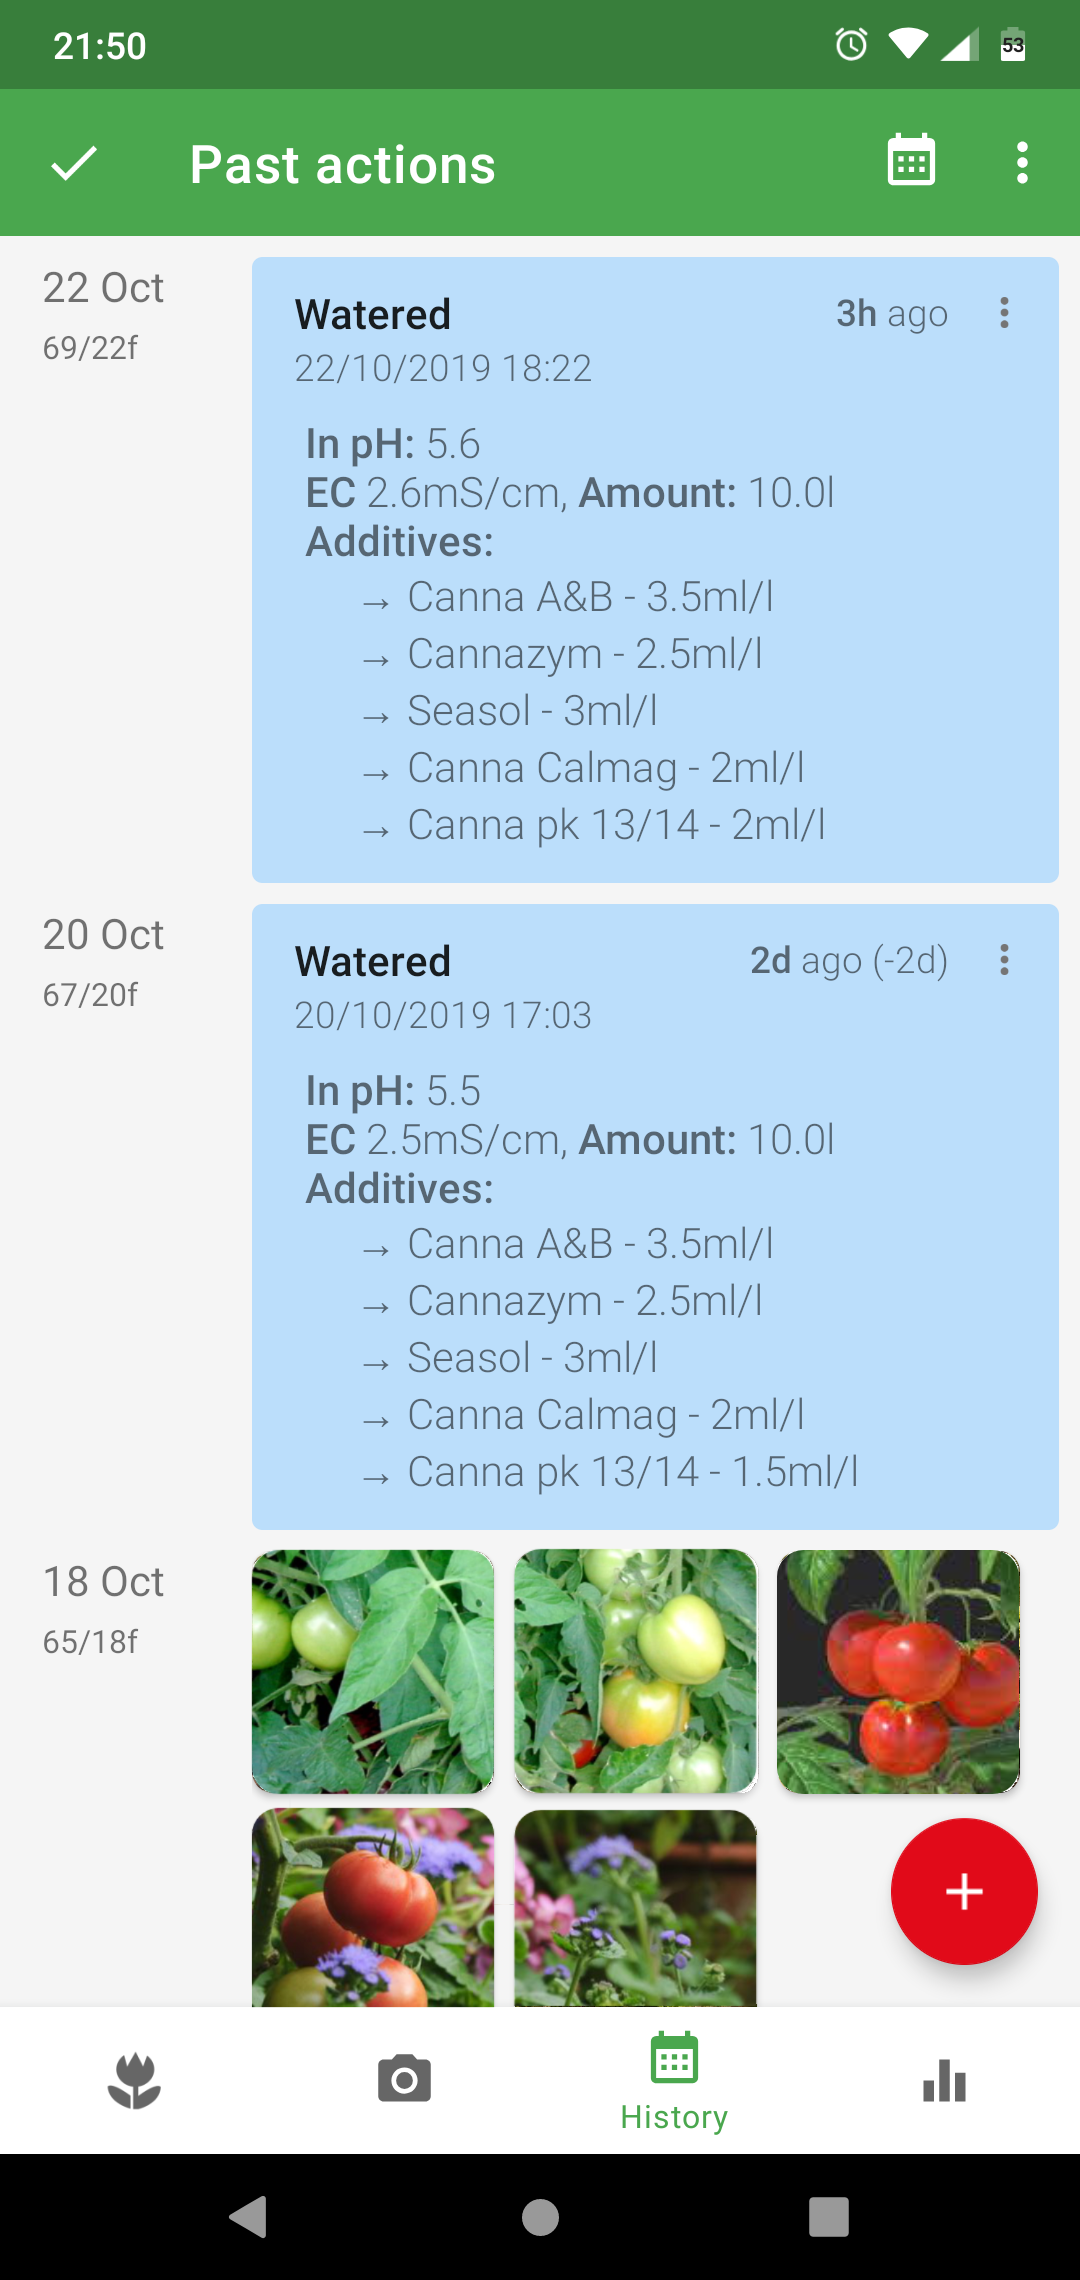 21:50
53
Past actions
22 Oct
69/22f
Watered
3h ago
22/10/2019 18:22
In pH: 5.6
EC 2.6mS/cm, Amount: 10.0l
Additives:
→ Canna A&B - 3.5ml/l
→ Cannazym - 2.5ml/l
→ Seasol - 3ml/l
→ Canna Calmag - 2ml/l
→ Canna pk 13/14 - 2ml/l
20 Oct
67/20f
Watered
2d ago (-2d)
20/10/2019 17:03
In pH: 5.5
EC 2.5mS/cm, Amount: 10.0l
Additives:
→ Canna A&B - 3.5ml/l
→ Cannazym - 2.5ml/l
→ Seasol - 3ml/l
→ Canna Calmag - 2ml/l
→ Canna pk 13/14 - 1.5ml/l
18 Oct
65/18f
History